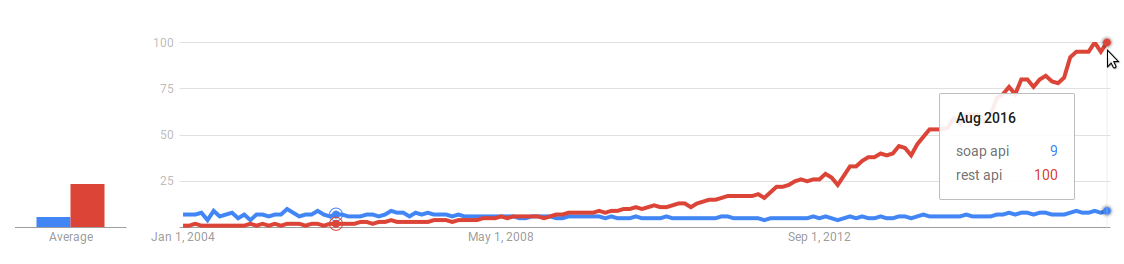 100
75
50
25
Aug 2016
soap api 9
rest api 100
Average
Jan 1, 2004
May 1, 2008
Sep 1, 2012